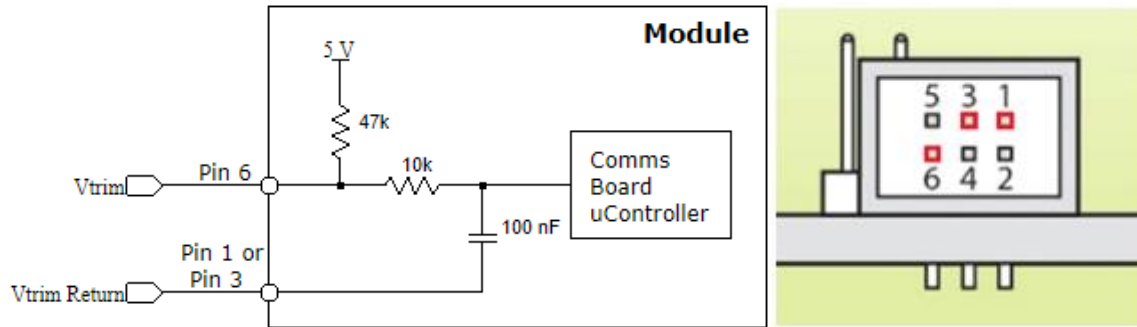 Module
5 V
47k
10k
Vtrim
Pin 6
Comms
Board
uController
100 nF
Pin 1 or
Pin 3
Vtrim Return
5 3 1
6 4 2